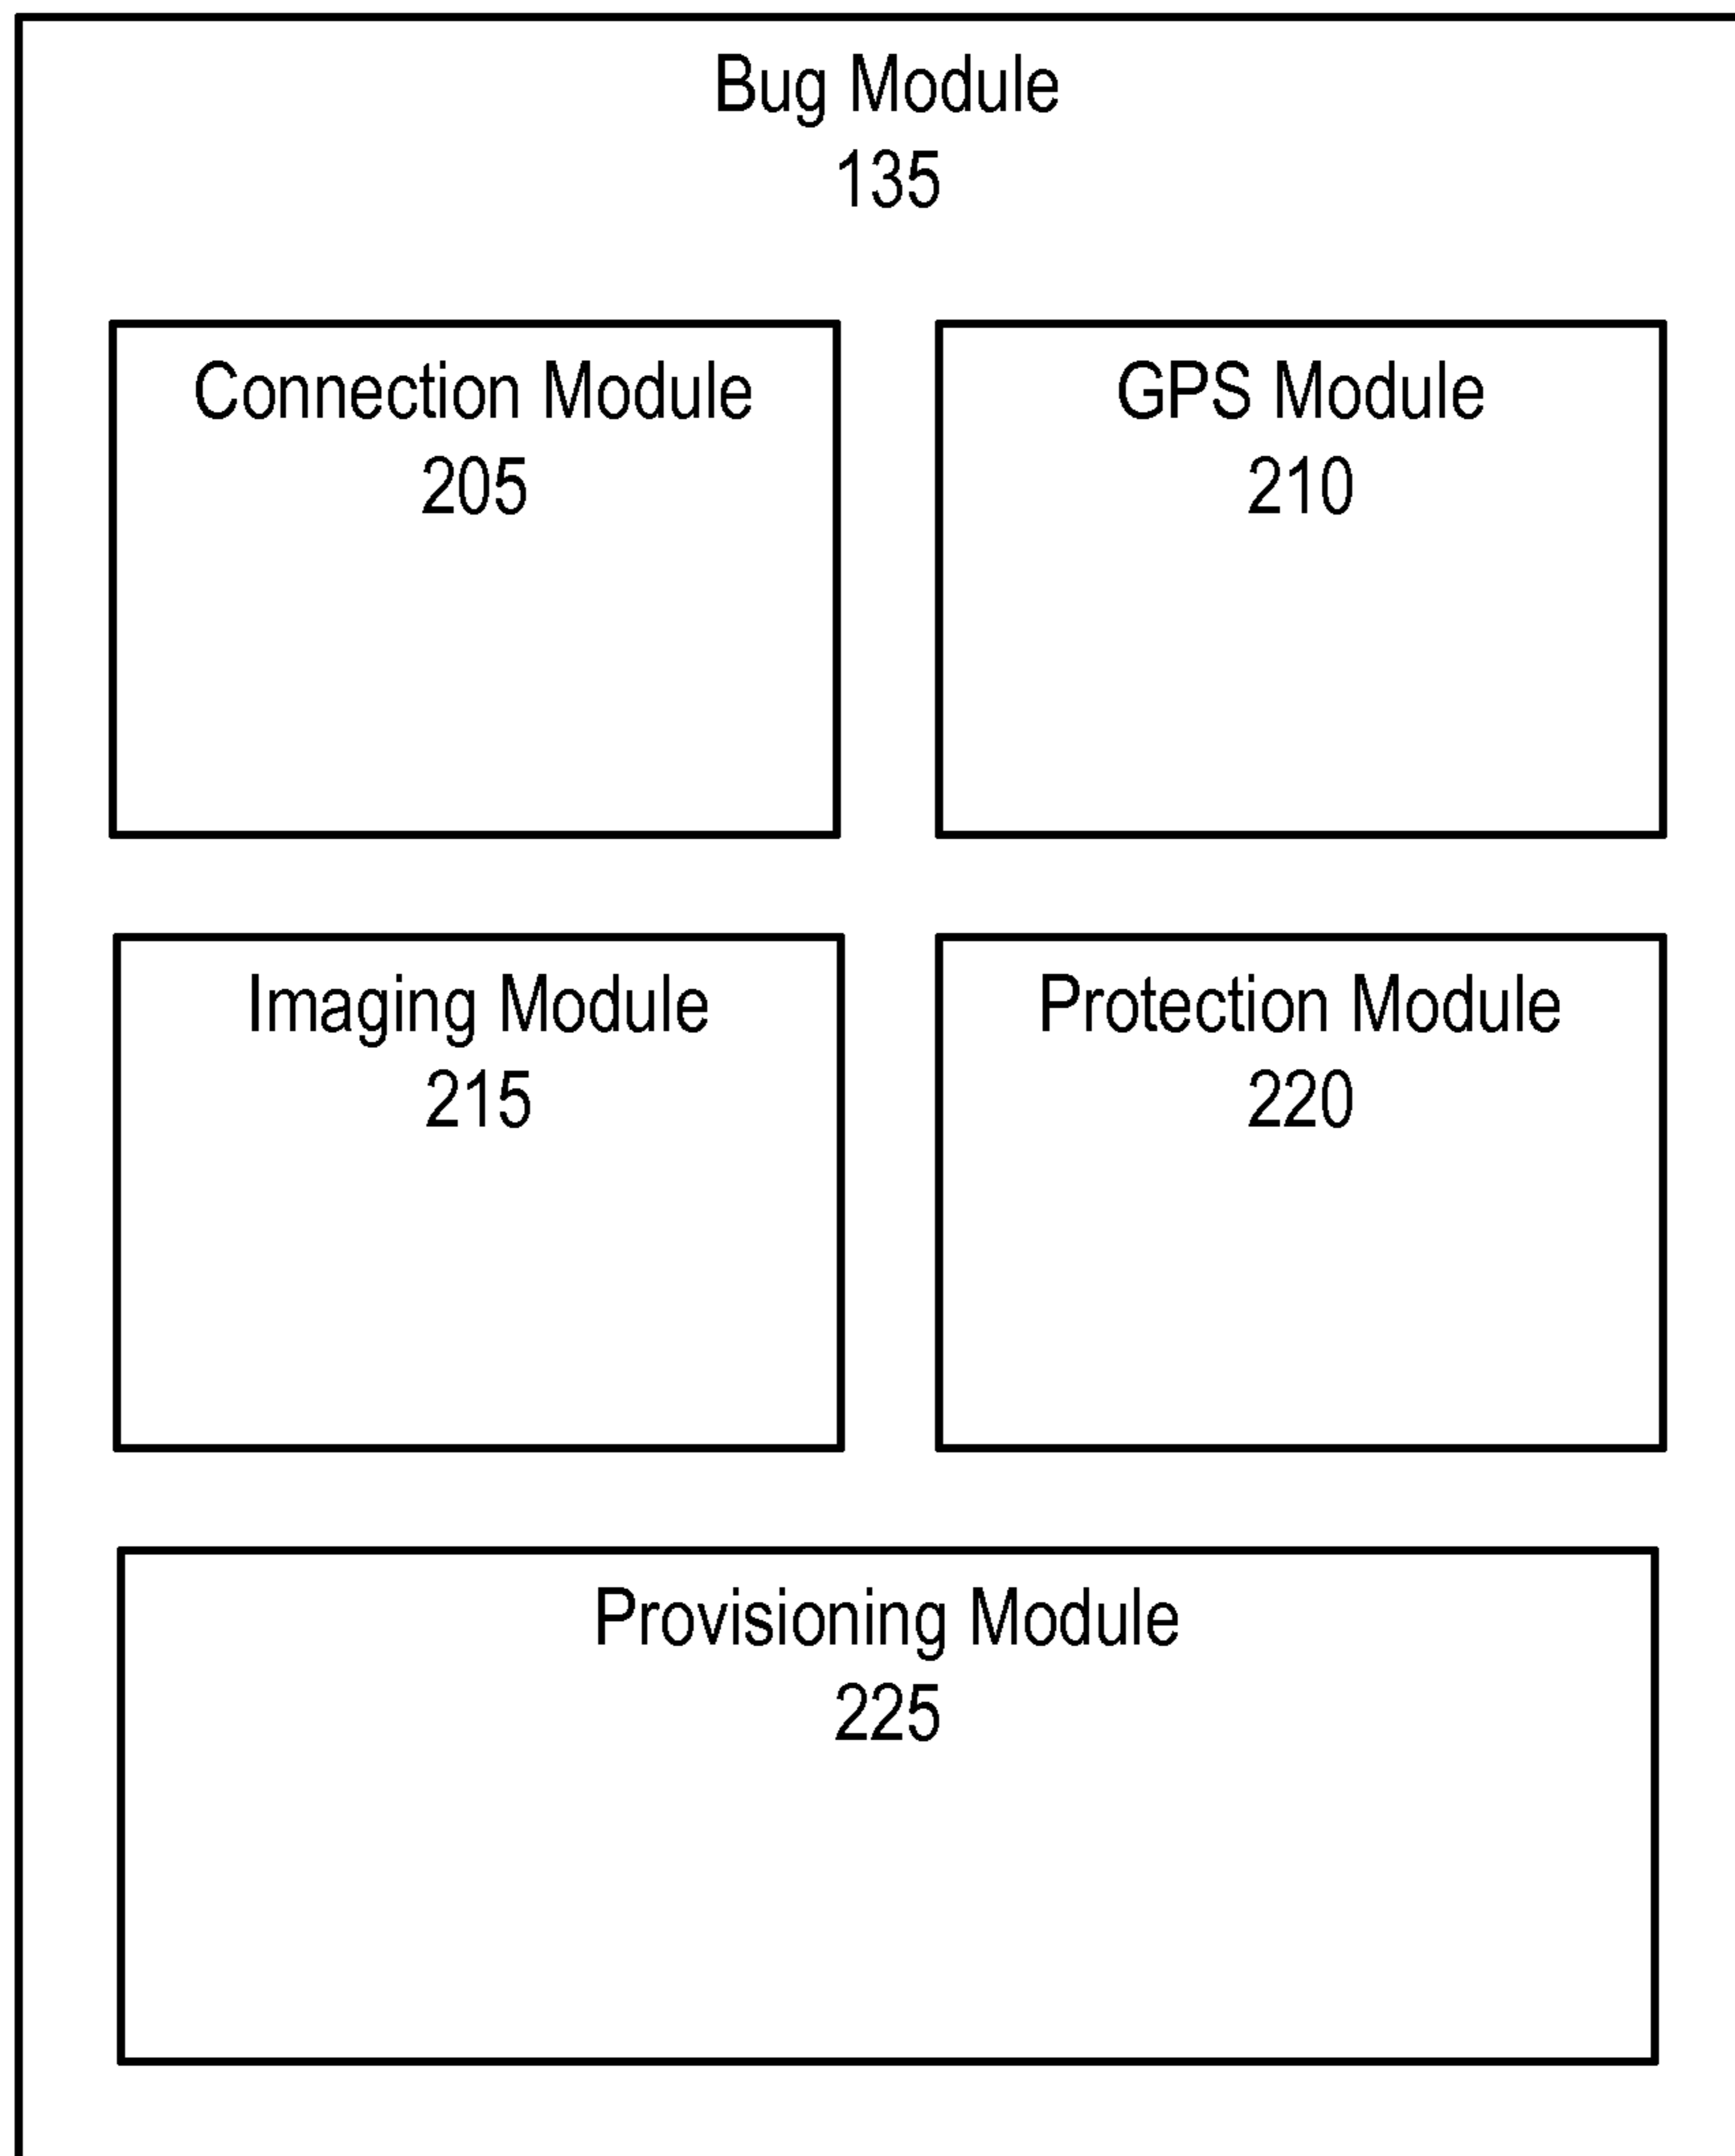 Bug Module
135
Connection Module
205
GPS Module
210
Imaging Module
215
Protection Module
220
Provisioning Module
225